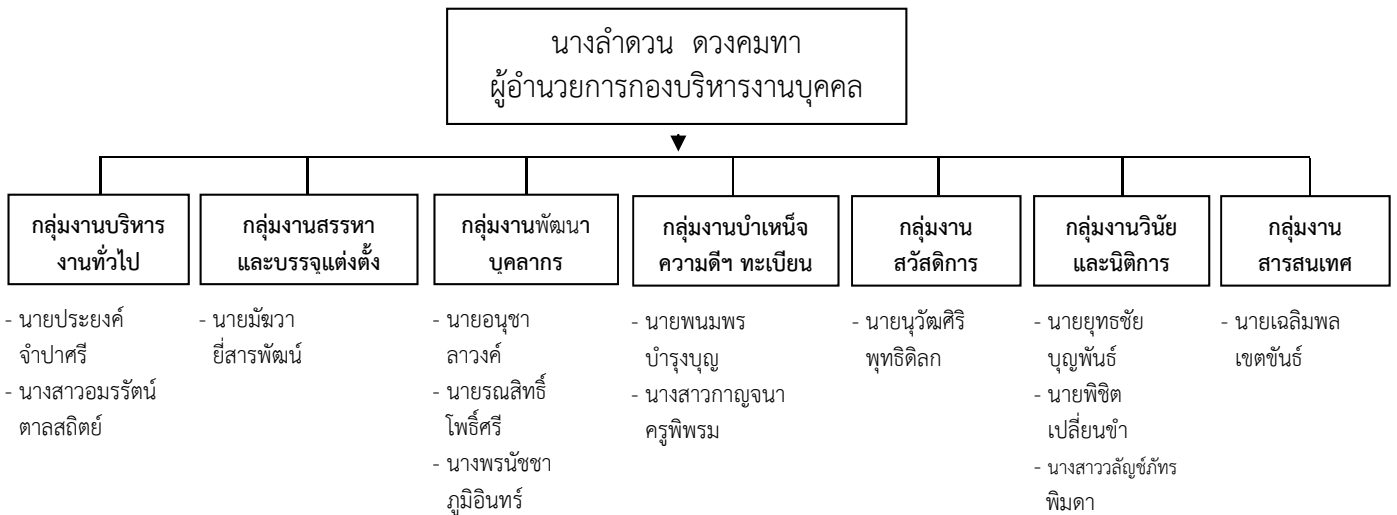 นางลำดวน ดวงคมทา
ผู้อำนวยการกองบริหารงานบุคคล
กลุ่มงานบริหาร
งานทั่วไป
- นายประยงค์
จำปาศรี
- นางสาวอมรรัตน์
ตาลสถิตย์
กลุ่มงานสรรหา
และบรรจุแต่งตั้ง
- นายมัฆวา
ยี่สารพัฒน์
กลุ่มงานพัฒนา
บุคลากร
- นายอนุชา
ลาวงค์
- นายรณสิทธิ์
โพธิ์ศรี
- นางพรนัชชา
ภูมิอินทร์
กลุ่มงานบำเหน็จ
ความดีฯ ทะเบียน
- นายพนมพร
บำรุงบุญ
- นางสาวกาญจนา
ครูพิพรม
กลุ่มงาน
สวัสดิการ
- นายนุวัฒศิริ
พุทธิดิลก
กลุ่มงานวินัย
และนิติการ
- นายยุทธชัย
บุญพันธ์
- นายพิชิต
เปลี่ยนขำ
- นางสาววลัญช์ภัทร
พิมดา
กลุ่มงาน
สารสนเทศ
- นายเฉลิมพล
เขตขันธ์